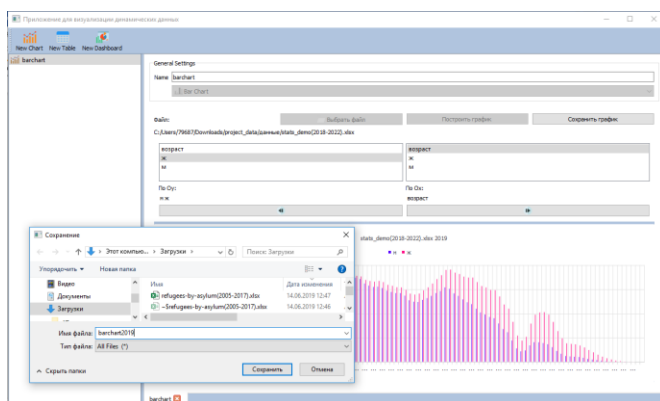 Приложение для визуализации динамических данных
New Chart New Table New Dashboard
barchart
General Settings
Name barchart
Bar Chart
Файл: Выбрать файл Построить график Сохранить график
C:/Users/79687/Downloads/project_data/данные/stats_demo(2018-2022).xlsx
возраст возраст
ж ж
м м
По Oy: По Ox:
м ж возраст
stats_demo(2018-2022).xlsx 2019
м ж
Сохранение
Этот компью... Загрузки Поиск: Загрузки
Упорядочить Новая папка
Видео Имя Дата изменения
Документы refugees-by-asylum(2005-2017).xlsx 14.06.2019 12:47
Загрузки ~$refugees-by-asylum(2005-2017).xlsx 14.06.2019 12:46
Имя файла: barchart2019
Тип файла: All Files (*)
Скрыть папки Сохранить Отмена
barchart